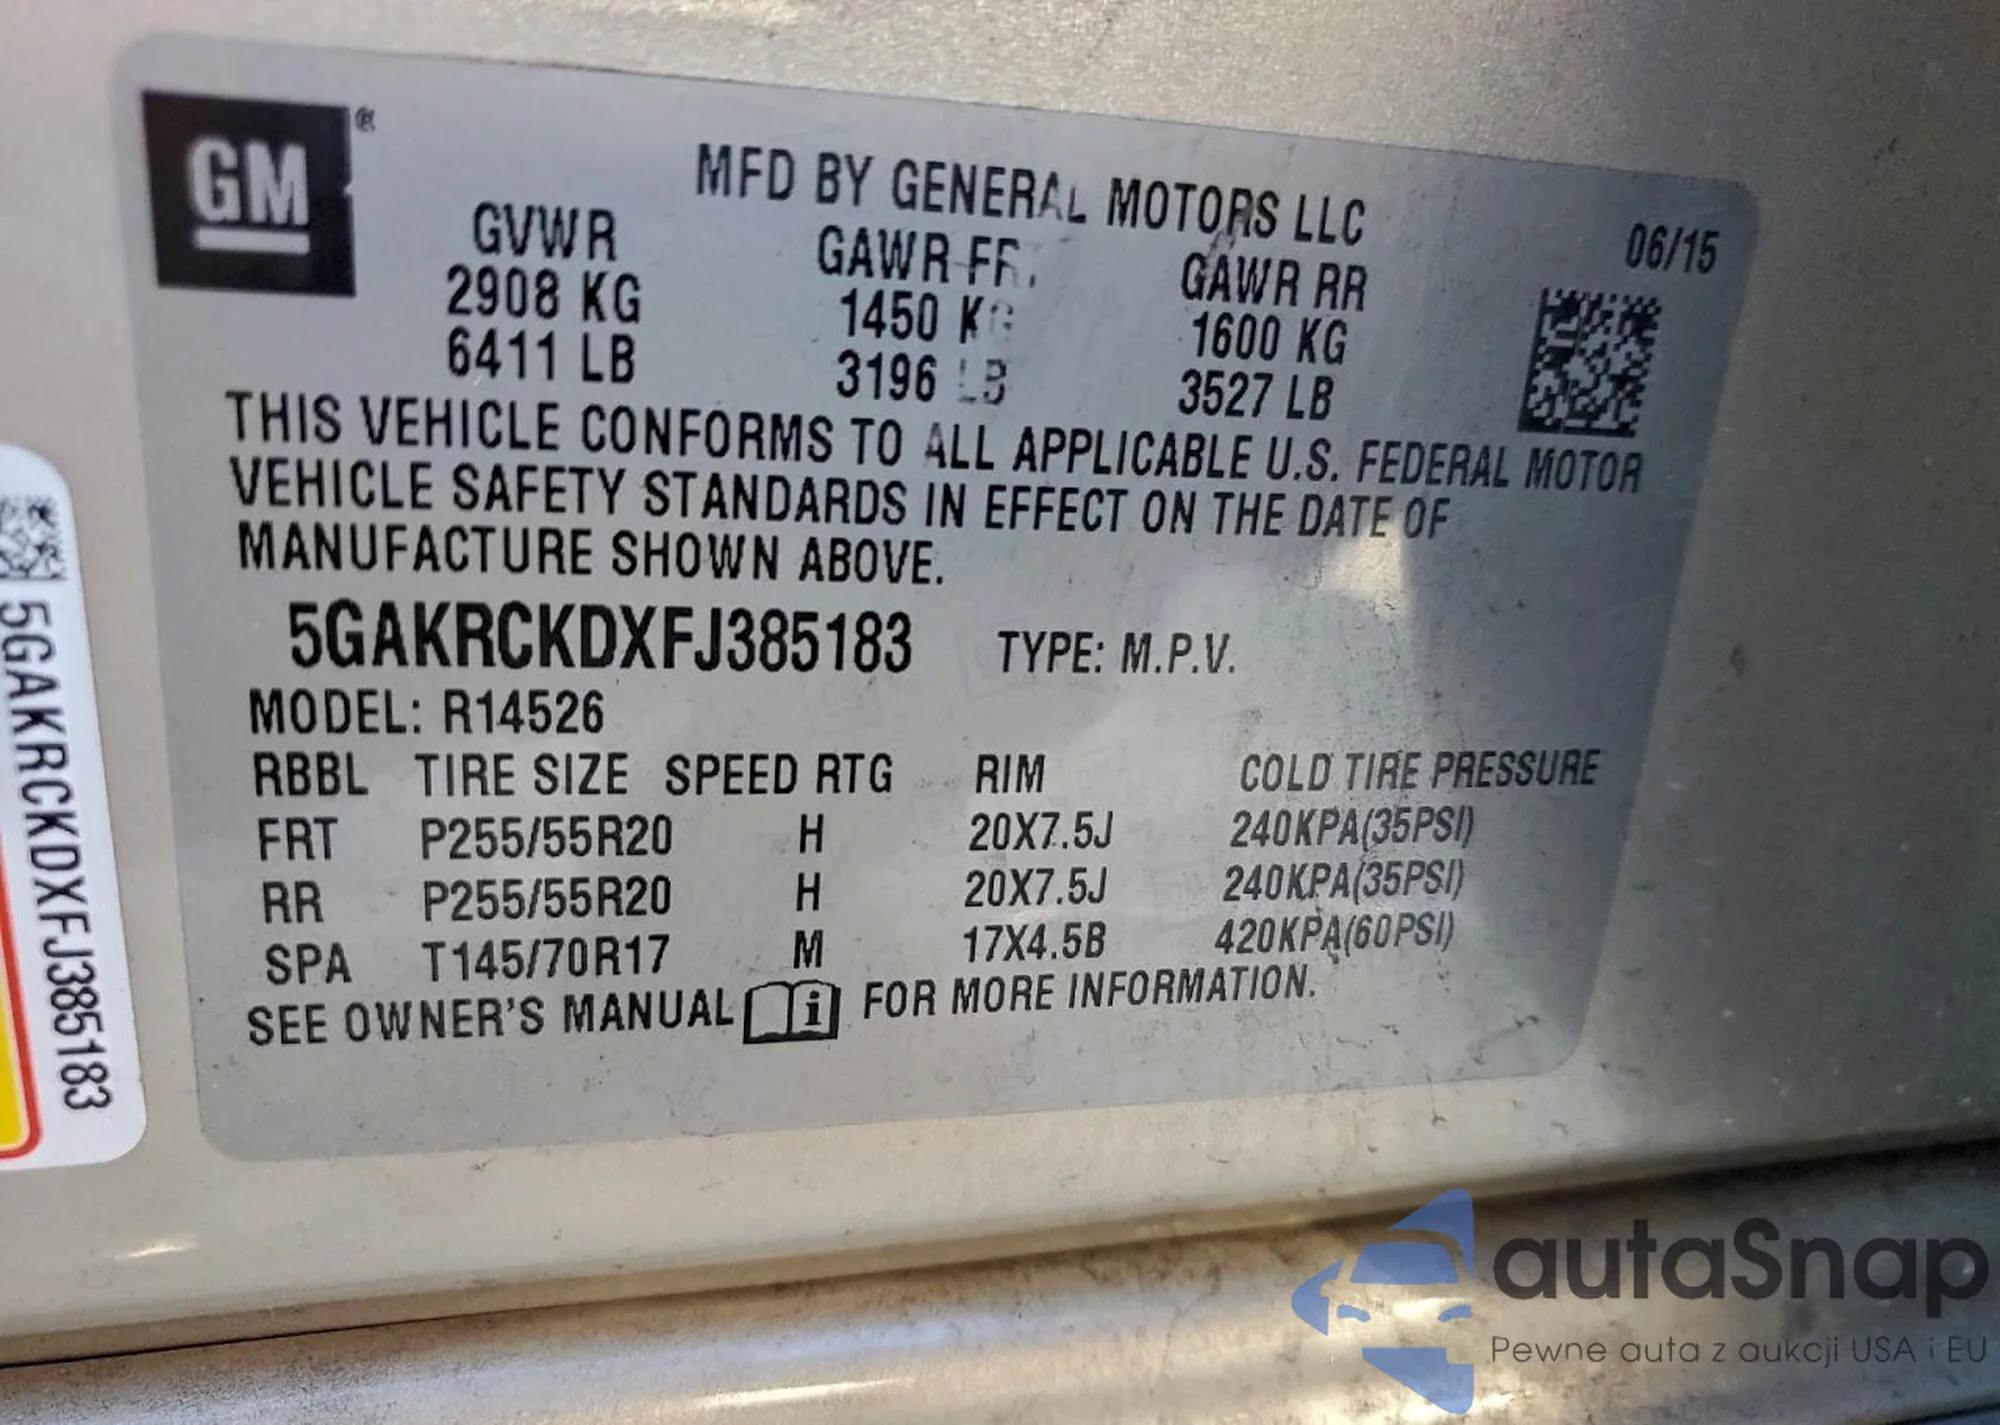 GM®
MFD BY GENERAL MOTORS LLC
06/15
GVWR GAWR FRT GAWR RR
2908 KG 1450 KG 1600 KG
6411 LB 3196 LB 3527 LB
THIS VEHICLE CONFORMS TO ALL APPLICABLE U.S. FEDERAL MOTOR
VEHICLE SAFETY STANDARDS IN EFFECT ON THE DATE OF
MANUFACTURE SHOWN ABOVE.
5GAKRCKDXFJ385183 TYPE: M.P.V.
MODEL: R14526
RBBL TIRE SIZE SPEED RTG RIM COLD TIRE PRESSURE
FRT P255/55R20 H 20X7.5J 240KPA(35PSI)
RR P255/55R20 H 20X7.5J 240KPA(35PSI)
SPA T145/70R17 M 17X4.5B 420KPA(60PSI)
SEE OWNER'S MANUAL i FOR MORE INFORMATION.
5GAKRCKDXFJ385183
autaSnap
Pewne auta z aukcji USA i EU